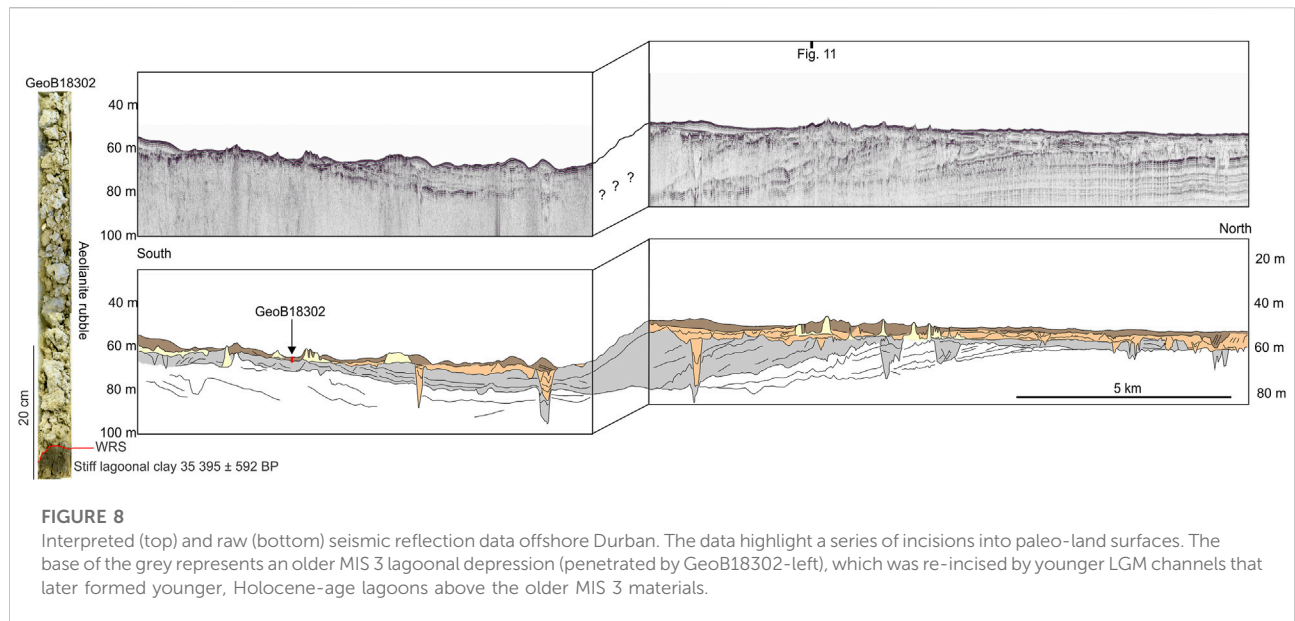 GeoB18302
Aeolianite rubble
20 cm
WRS
Stiff lagoonal clay 35 395 ± 592 BP
40 m
60 m
80 m
100 m
? ? ?
Fig. 11
South
North
40 m
60 m
80 m
100 m
GeoB18302
20 m
40 m
60 m
80 m
5 km
FIGURE 8
Interpreted (top) and raw (bottom) seismic reflection data offshore Durban. The data highlight a series of incisions into paleo-land surfaces. The
base of the grey represents an older MIS 3 lagoonal depression (penetrated by GeoB18302-left), which was re-incised by younger LGM channels that
later formed younger, Holocene-age lagoons above the older MIS 3 materials.